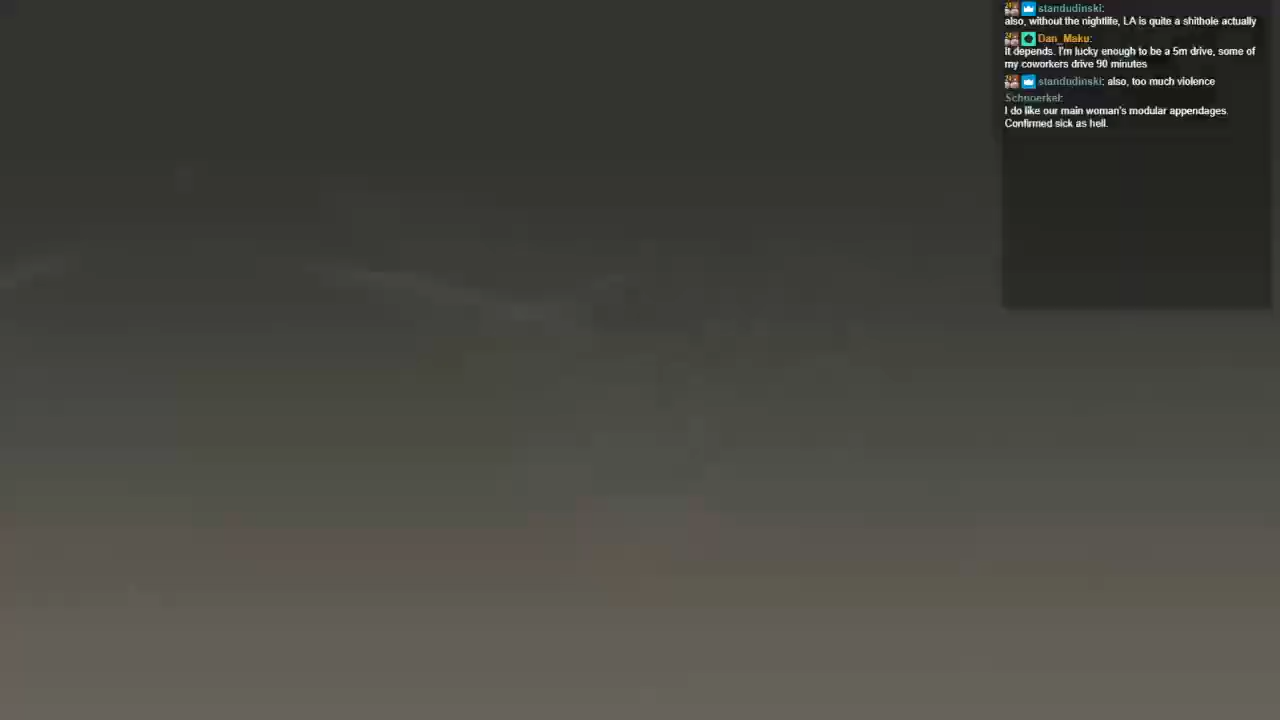 standudinski:
also, without the nightlife, LA is quite a shithole actually
Dan_Maku:
It depends. I'm lucky enough to be a 5m drive, some of
my coworkers drive 90 minutes
standudinski: also, too much violence
Schnoerkel:
I do like our main woman's modular appendages.
Confirmed sick as hell.